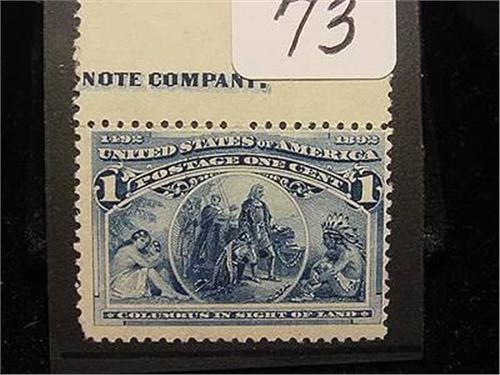 73
NOTE COMPANY.
1492 1892
UNITED STATES OF AMERICA
POSTAGE ONE CENT
1 1
COLUMBUS IN SIGHT OF LAND